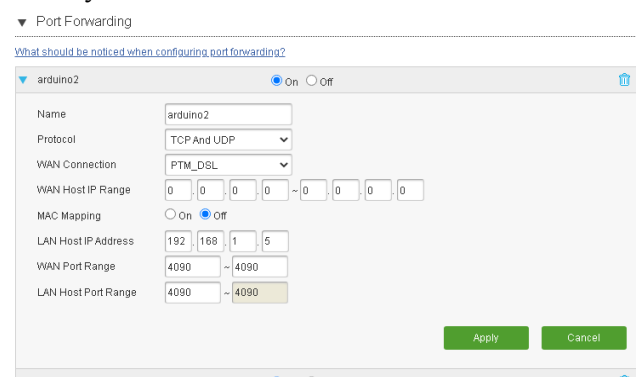 Port Forwarding
What should be noticed when configuring port forwarding?
arduino2 On Off
Name arduino2
Protocol TCP And UDP
WAN Connection PTM_DSL
WAN Host IP Range 0 . 0 . 0 . 0 ~ 0 . 0 . 0 . 0
MAC Mapping On Off
LAN Host IP Address 192 . 168 . 1 . 5
WAN Port Range 4090 ~ 4090
LAN Host Port Range 4090 ~ 4090
Apply Cancel